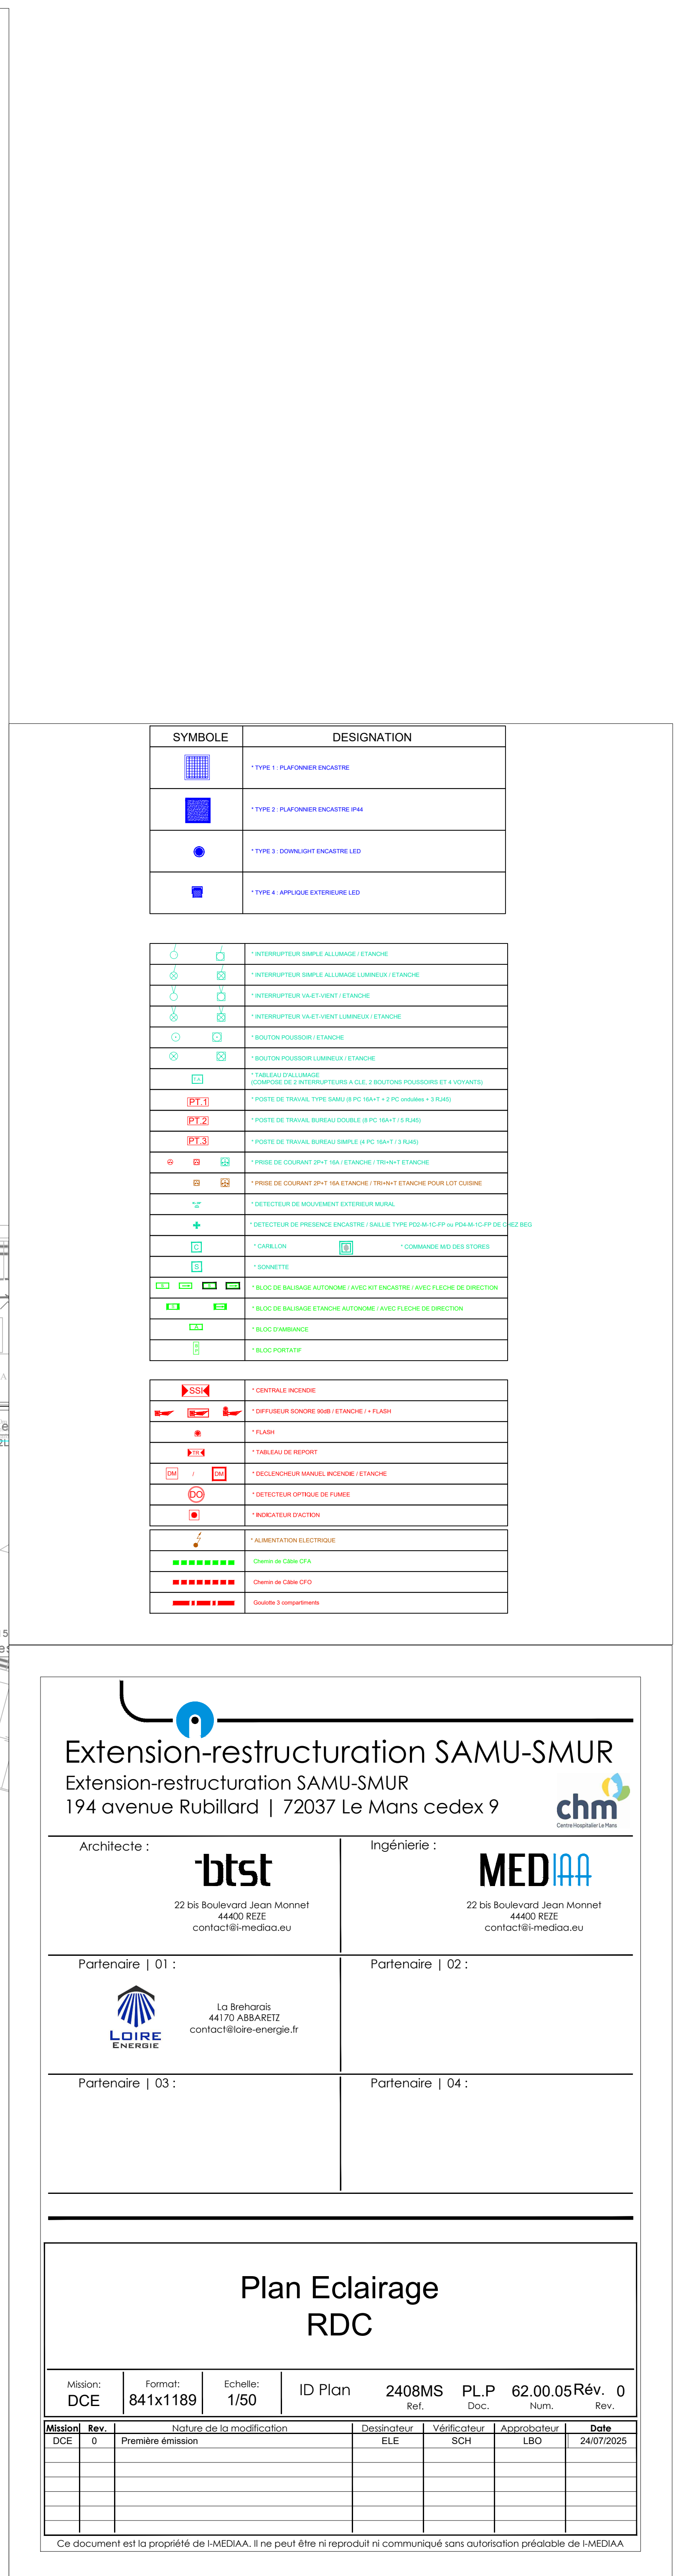 SYMBOLE DESIGNATION
* TYPE 1 : PLAFONNIER ENCASTRE
* TYPE 2 : PLAFONNIER ENCASTRE IP44
* TYPE 3 : DOWNLIGHT ENCASTRE LED
* TYPE 4 : APPLIQUE EXTERIEURE LED
* INTERRUPTEUR SIMPLE ALLUMAGE / ETANCHE
* INTERRUPTEUR SIMPLE ALLUMAGE LUMINEUX / ETANCHE
* INTERRUPTEUR VA-ET-VIENT / ETANCHE
* INTERRUPTEUR VA-ET-VIENT LUMINEUX / ETANCHE
* BOUTON POUSSOIR / ETANCHE
* BOUTON POUSSOIR LUMINEUX / ETANCHE
* TABLEAU D'ALLUMAGE
(COMPOSE DE 2 INTERRUPTEURS A CLE, 2 BOUTONS POUSSOIRS ET 4 VOYANTS)
PT.1 * POSTE DE TRAVAIL TYPE SAMU (8 PC 16A+T + 2 PC ondulées + 3 RJ45)
PT.2 * POSTE DE TRAVAIL BUREAU DOUBLE (8 PC 16A+T / 5 RJ45)
PT.3 * POSTE DE TRAVAIL BUREAU SIMPLE (4 PC 16A+T / 3 RJ45)
* PRISE DE COURANT 2P+T 16A / ETANCHE / TRI+N+T ETANCHE
* PRISE DE COURANT 2P+T 16A ETANCHE / TRI+N+T ETANCHE POUR LOT CUISINE
* DETECTEUR DE MOUVEMENT EXTERIEUR MURAL
* DETECTEUR DE PRESENCE ENCASTRE / SAILLIE TYPE PD2-M-1C-FP ou PD4-M-1C-FP DE CHEZ BEG
C * CARILLON * COMMANDE M/D DES STORES
S * SONNETTE
* BLOC DE BALISAGE AUTONOME / AVEC KIT ENCASTRE / AVEC FLECHE DE DIRECTION
* BLOC DE BALISAGE ETANCHE AUTONOME / AVEC FLECHE DE DIRECTION
A * BLOC D'AMBIANCE
* BLOC PORTATIF
SSI * CENTRALE INCENDIE
* DIFFUSEUR SONORE 90dB / ETANCHE / + FLASH
* FLASH
TR * TABLEAU DE REPORT
DM / DM * DECLENCHEUR MANUEL INCENDIE / ETANCHE
DO * DETECTEUR OPTIQUE DE FUMEE
* INDICATEUR D'ACTION
* ALIMENTATION ELECTRIQUE
Chemin de Câble CFA
Chemin de Câble CFO
Goulotte 3 compartiments
Extension-restructuration SAMU-SMUR
Extension-restructuration SAMU-SMUR
194 avenue Rubillard | 72037 Le Mans cedex 9
chm
Centre Hospitalier Le Mans
Architecte : Ingénierie :
btst MEDIAA
22 bis Boulevard Jean Monnet 22 bis Boulevard Jean Monnet
44400 REZE 44400 REZE
contact@i-mediaa.eu contact@i-mediaa.eu
Partenaire | 01 : Partenaire | 02 :
LOIRE
ENERGIE
La Breharais
44170 ABBARETZ
contact@loire-energie.fr
Partenaire | 03 : Partenaire | 04 :
Plan Eclairage
RDC
Mission: Format: Echelle:
DCE 841x1189 1/50
ID Plan 2408MS PL.P 62.00.05 Rév. 0
Ref. Doc. Num. Rev.
Mission Rev. Nature de la modification Dessinateur Vérificateur Approbateur Date
DCE 0 Première émission ELE SCH LBO 24/07/2025
Ce document est la propriété de I-MEDIAA. Il ne peut être ni reproduit ni communiqué sans autorisation préalable de I-MEDIAA